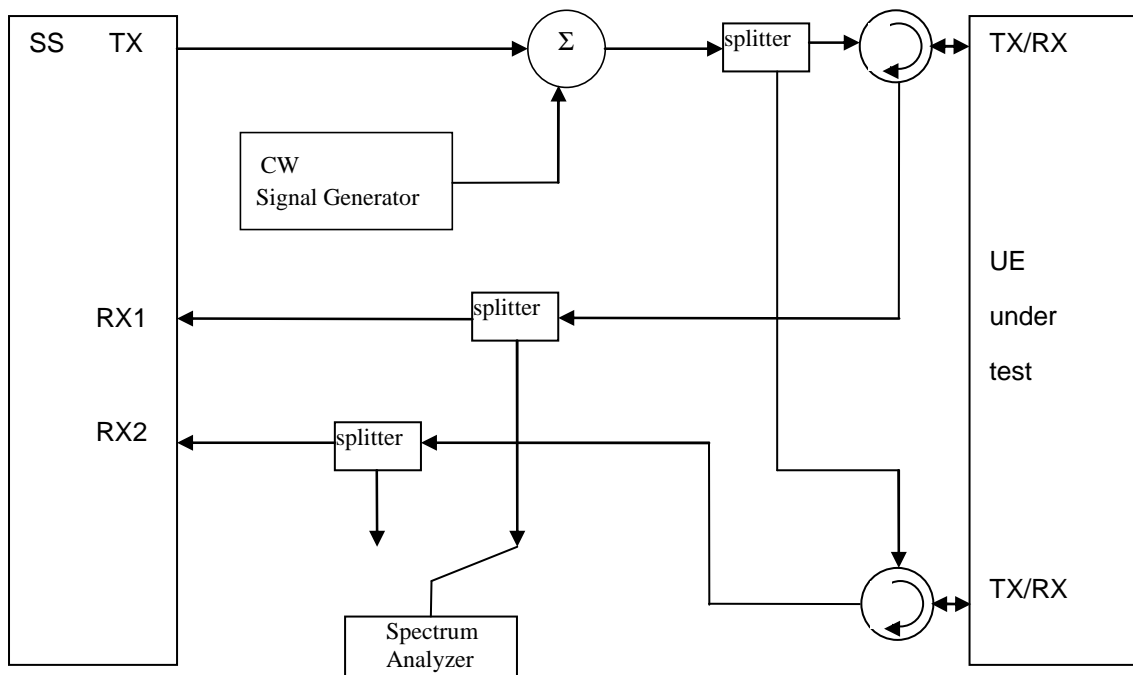 SS TX
Σ
splitter
TX/RX
CW
Signal Generator
UE
under
test
splitter
RX1
RX2
splitter
TX/RX
Spectrum
Analyzer